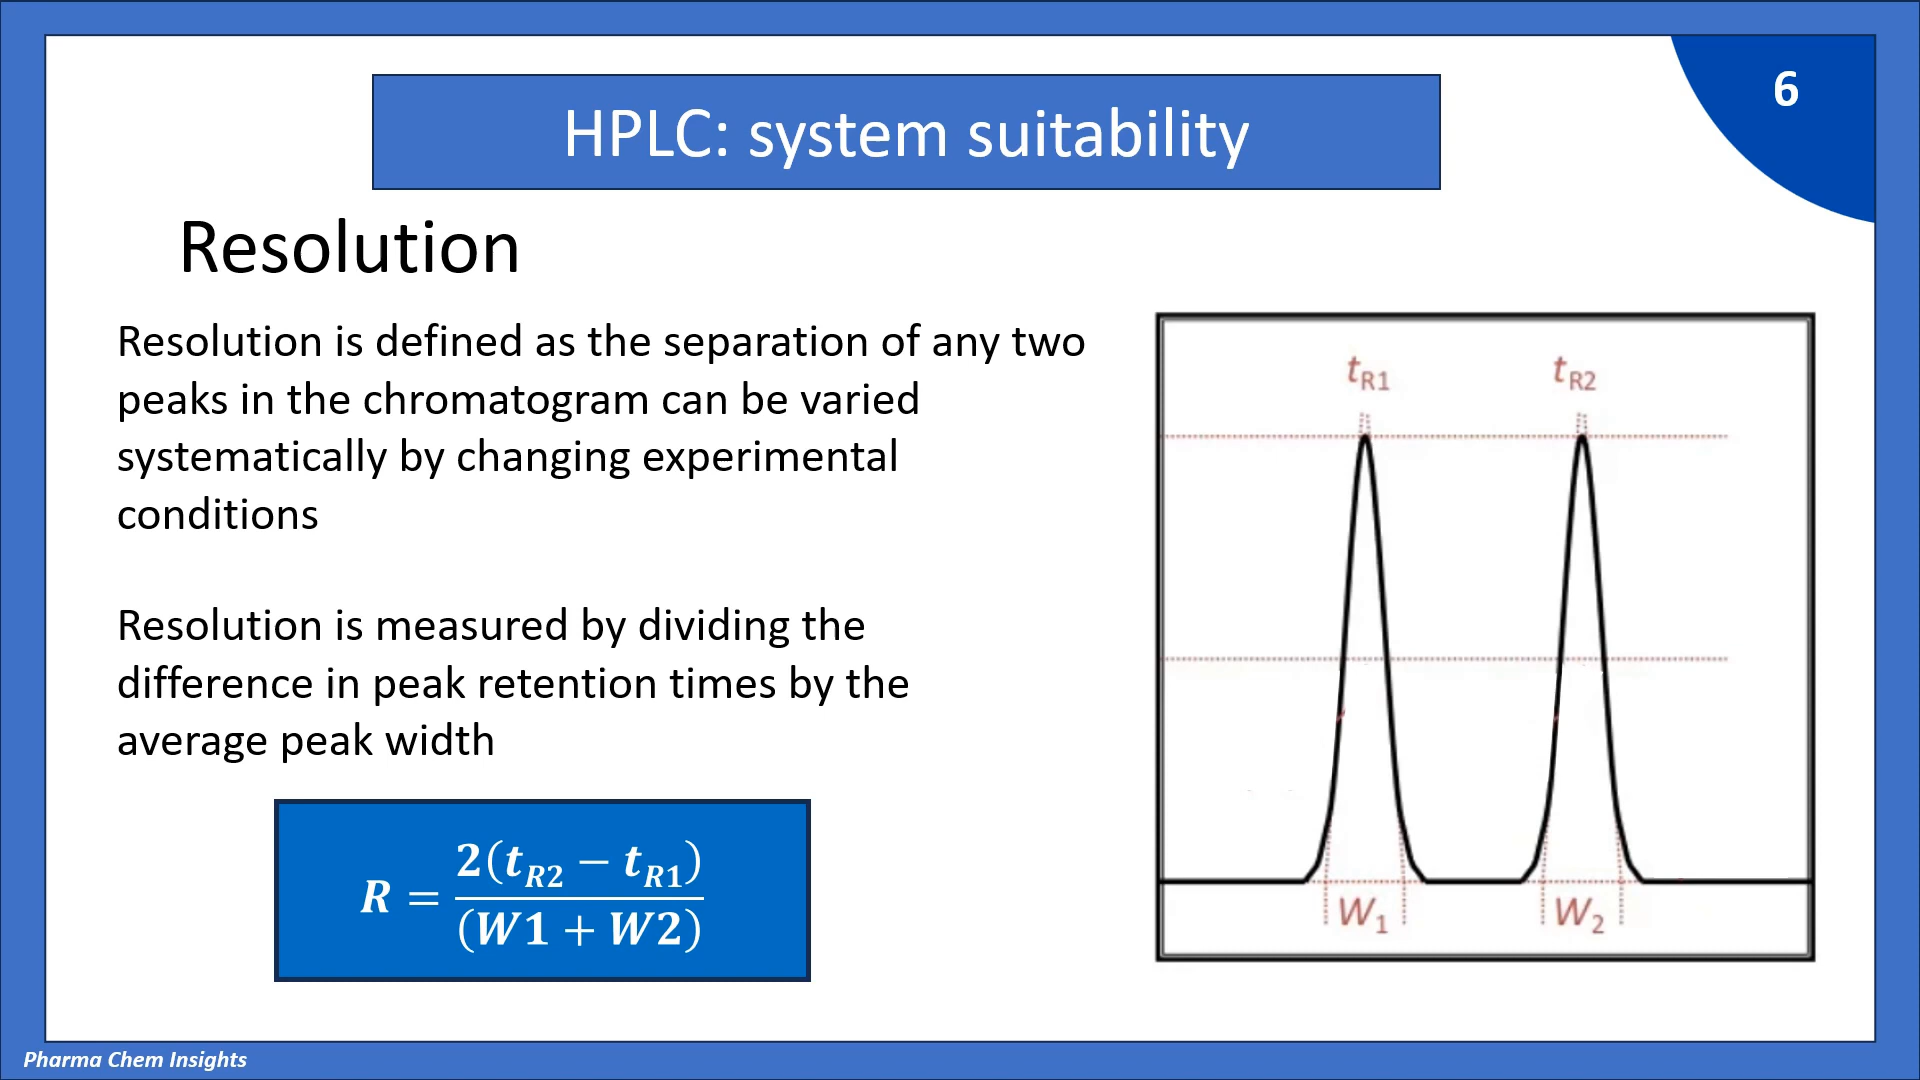 6
HPLC: system suitability
Resolution
Resolution is defined as the separation of any two
peaks in the chromatogram can be varied
systematically by changing experimental
conditions
Resolution is measured by dividing the
difference in peak retention times by the
average peak width
R = 2(t_R2 − t_R1) / (W1 + W2)
t_R1 t_R2
W_1 W_2
Pharma Chem Insights